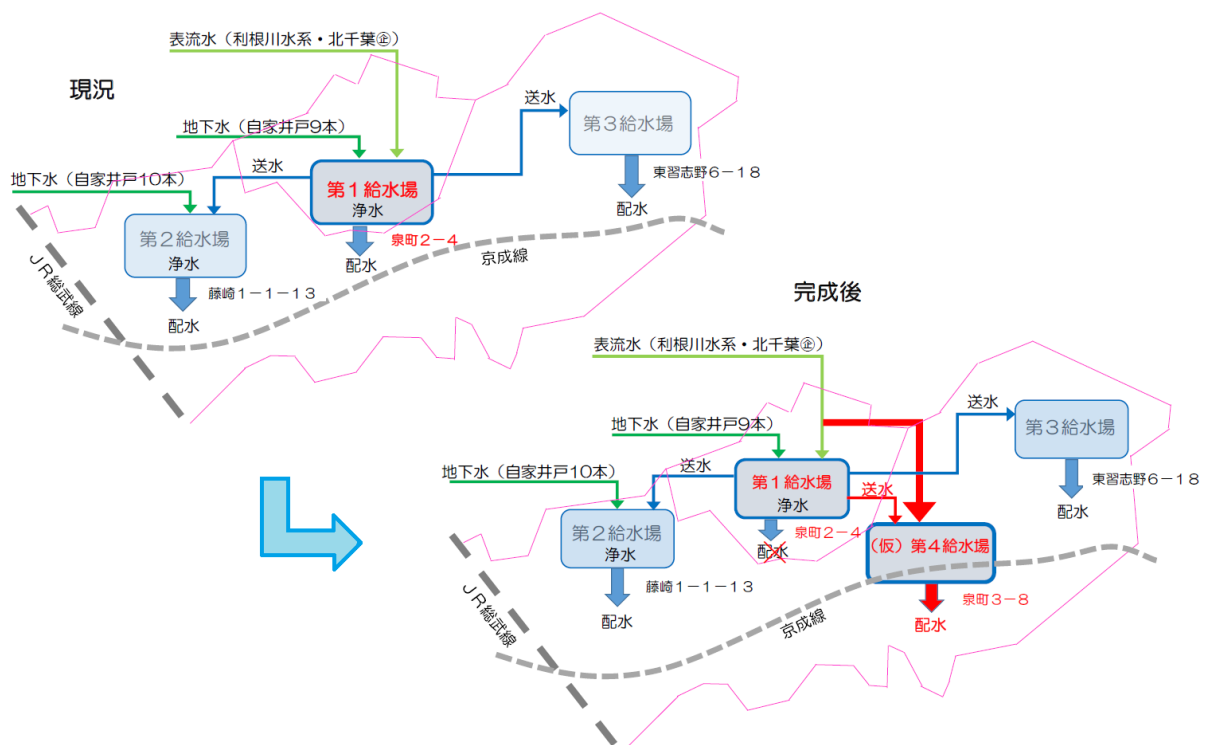 表流水（利根川水系・北千葉㊭）
現況
送水
第３給水場
地下水（自家井戸9本）
送水
東習志野６－１８
地下水（自家井戸１０本）
第１給水場
浄水
配水
第２給水場
浄水
泉町２－４
京成線
配水
ＪＲ総武線
藤崎１－１－１３
配水
完成後
表流水（利根川水系・北千葉㊭）
送水
第３給水場
地下水（自家井戸9本）
送水
地下水（自家井戸１０本）
第１給水場
浄水
送水
東習志野６－１８
配水
第２給水場
浄水
泉町２－４
配水
（仮）第４給水場
藤崎１－１－１３
泉町３－８
ＪＲ総武線
配水
京成線
配水